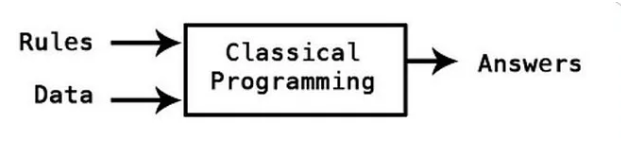 Rules
Data
Classical
Programming
Answers